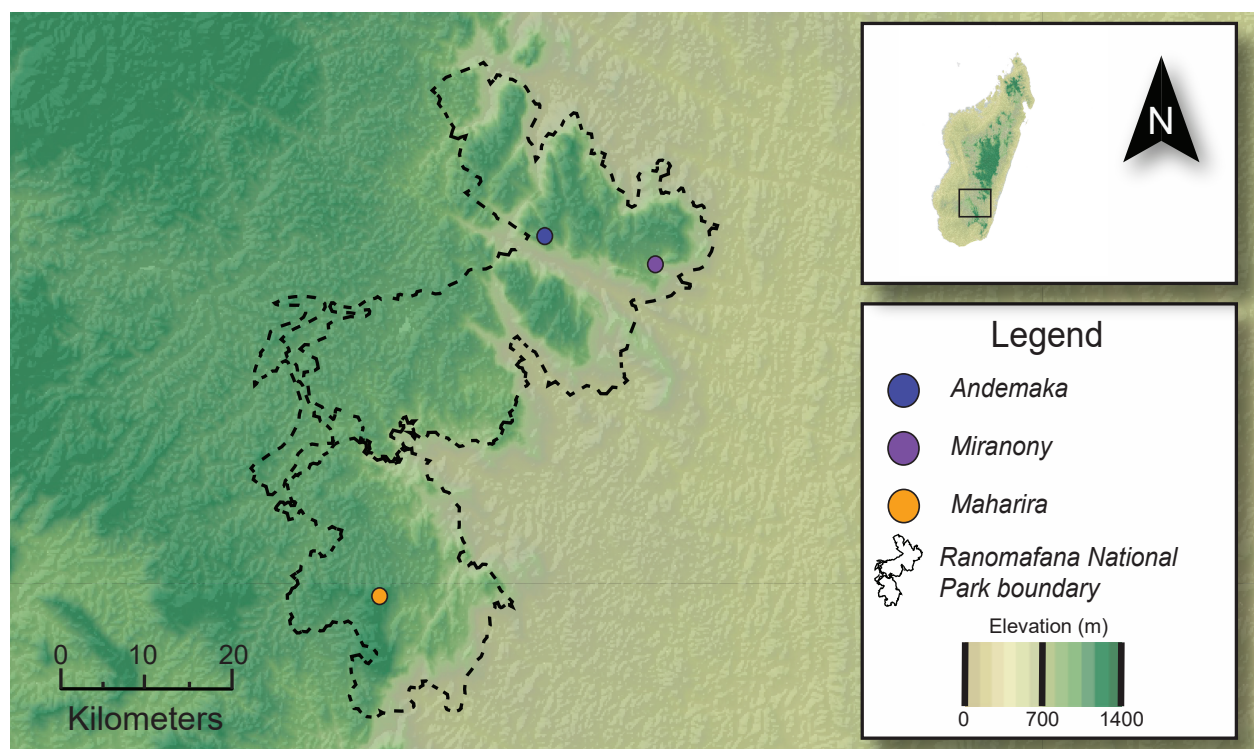 N
Legend
Andemaka
Miranony
Maharira
Ranomafana National
Park boundary
Elevation (m)
0 700 1400
0 10 20
Kilometers